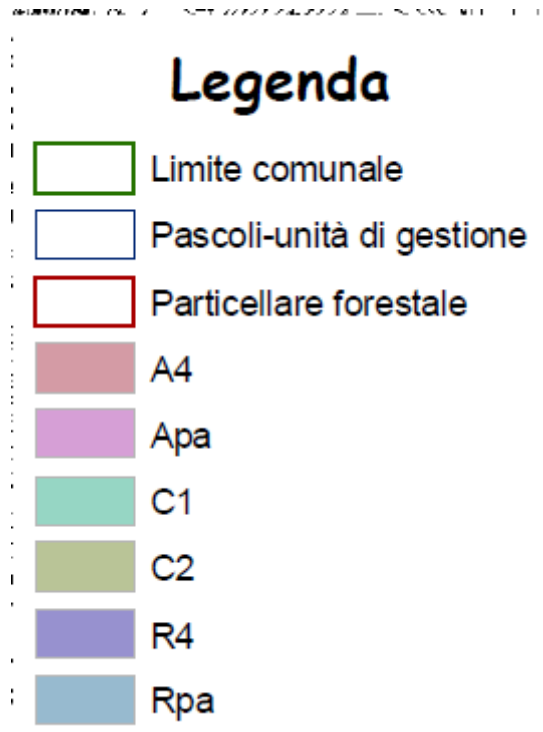 Legenda
Limite comunale
Pascoli-unità di gestione
Particellare forestale
A4
Apa
C1
C2
R4
Rpa